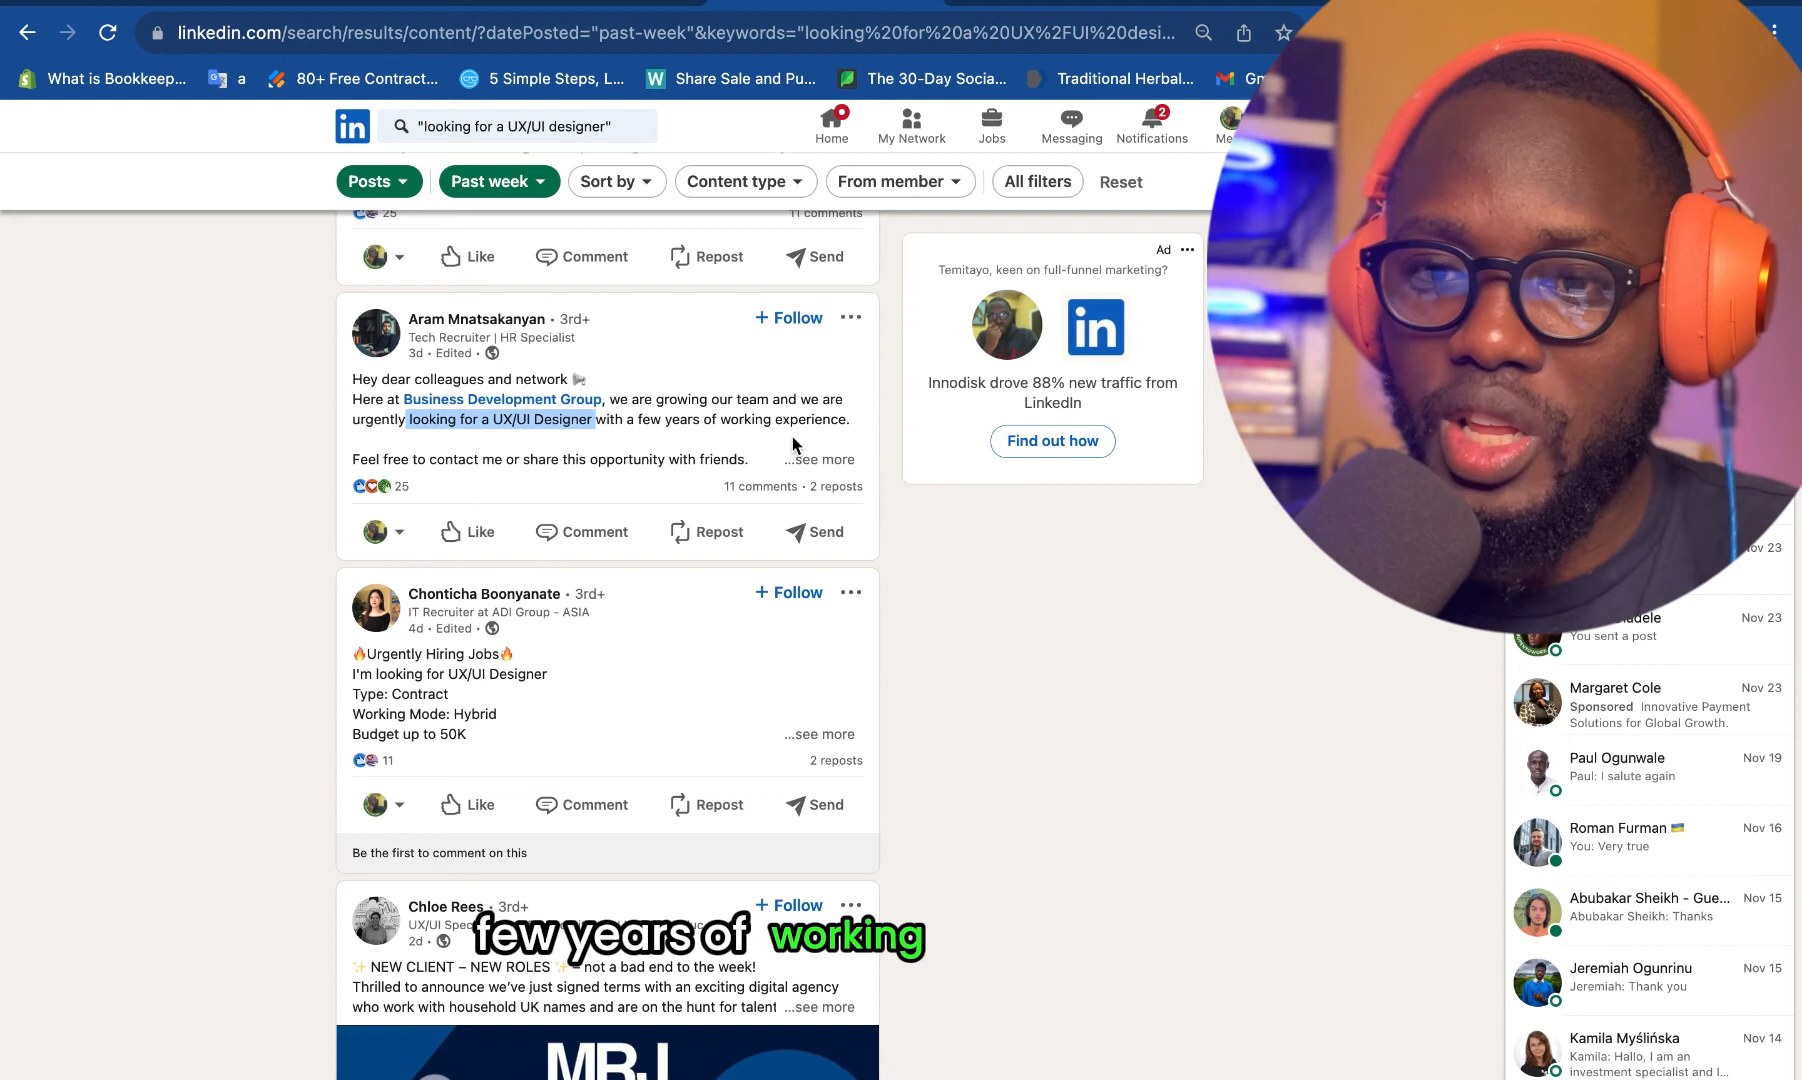 linkedin.com/search/results/content/?datePosted="past-week"&keywords="looking%20for%20a%20UX%2FUI%20desi...
What is Bookkeep...
a
80+ Free Contract...
5 Simple Steps, L...
W
Share Sale and Pu...
The 30-Day Socia...
Traditional Herbal...
in
"looking for a UX/UI designer"
Home
My Network
Jobs
Messaging
2
Notifications
Posts
Past week
Sort by
Content type
From member
All filters
Reset
25
11 comments
Like
Comment
Repost
Send
Aram Mnatsakanyan • 3rd+
+ Follow
Tech Recruiter | HR Specialist
3d • Edited •
Hey dear colleagues and network
Here at Business Development Group, we are growing our team and we are
urgently looking for a UX/UI Designer with a few years of working experience.
Feel free to contact me or share this opportunity with friends.
...see more
25
11 comments • 2 reposts
Like
Comment
Repost
Send
Chonticha Boonyanate • 3rd+
+ Follow
IT Recruiter at ADI Group - ASIA
4d • Edited •
🔥Urgently Hiring Jobs🔥
I'm looking for UX/UI Designer
Type: Contract
Working Mode: Hybrid
Budget up to 50K
...see more
11
2 reposts
Like
Comment
Repost
Send
Be the first to comment on this
Chloe Rees • 3rd+
+ Follow
2d •
few years of working
✨ NEW CLIENT – NEW ROLES ✨ – not a bad end to the week!
Thrilled to announce we've just signed terms with an exciting digital agency
who work with household UK names and are on the hunt for talent ...see more
MRJ
Ad
Temitayo, keen on full-funnel marketing?
in
Innodisk drove 88% new traffic from
LinkedIn
Find out how
Nov 23
You sent a post
Margaret Cole
Nov 23
Sponsored Innovative Payment
Solutions for Global Growth.
Paul Ogunwale
Nov 19
Paul: I salute again
Roman Furman 🇺🇦
Nov 16
You: Very true
Abubakar Sheikh - Gue...
Nov 15
Abubakar Sheikh: Thanks
Jeremiah Ogunrinu
Nov 15
Jeremiah: Thank you
Kamila Myślińska
Nov 14
Kamila: Hallo, I am an
investment specialist and I...